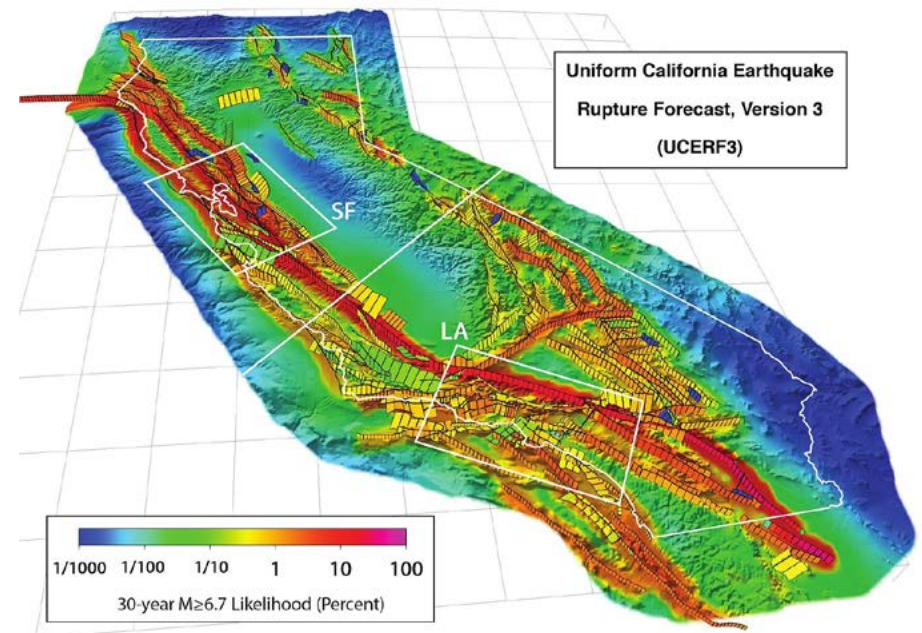 Uniform California Earthquake
Rupture Forecast, Version 3
(UCERF3)
SF
LA
1/1000 1/100 1/10 1 10 100
30-year M≥6.7 Likelihood (Percent)